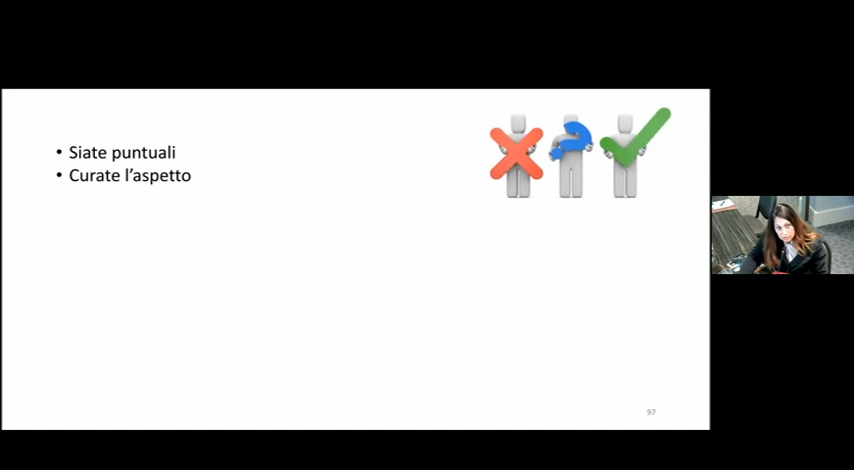 • Siate puntuali
• Curate l'aspetto
97